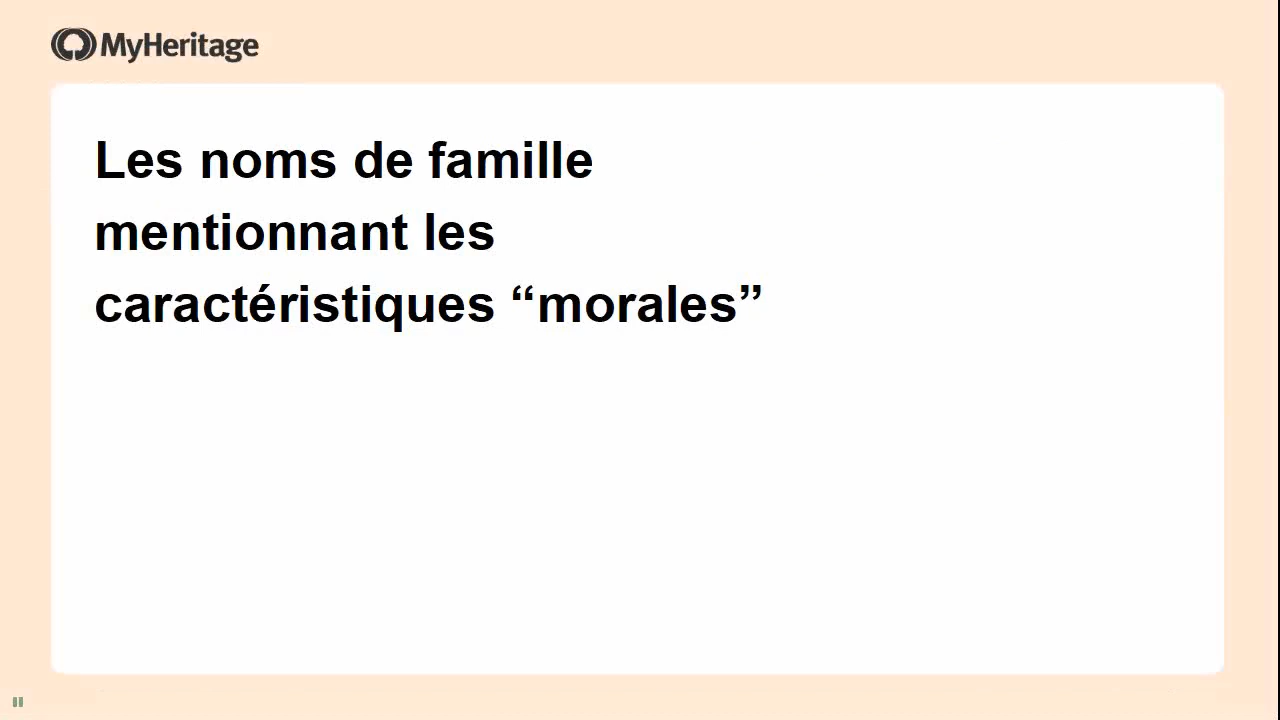 MyHeritage
Les noms de famille
mentionnant les
caractéristiques “morales”